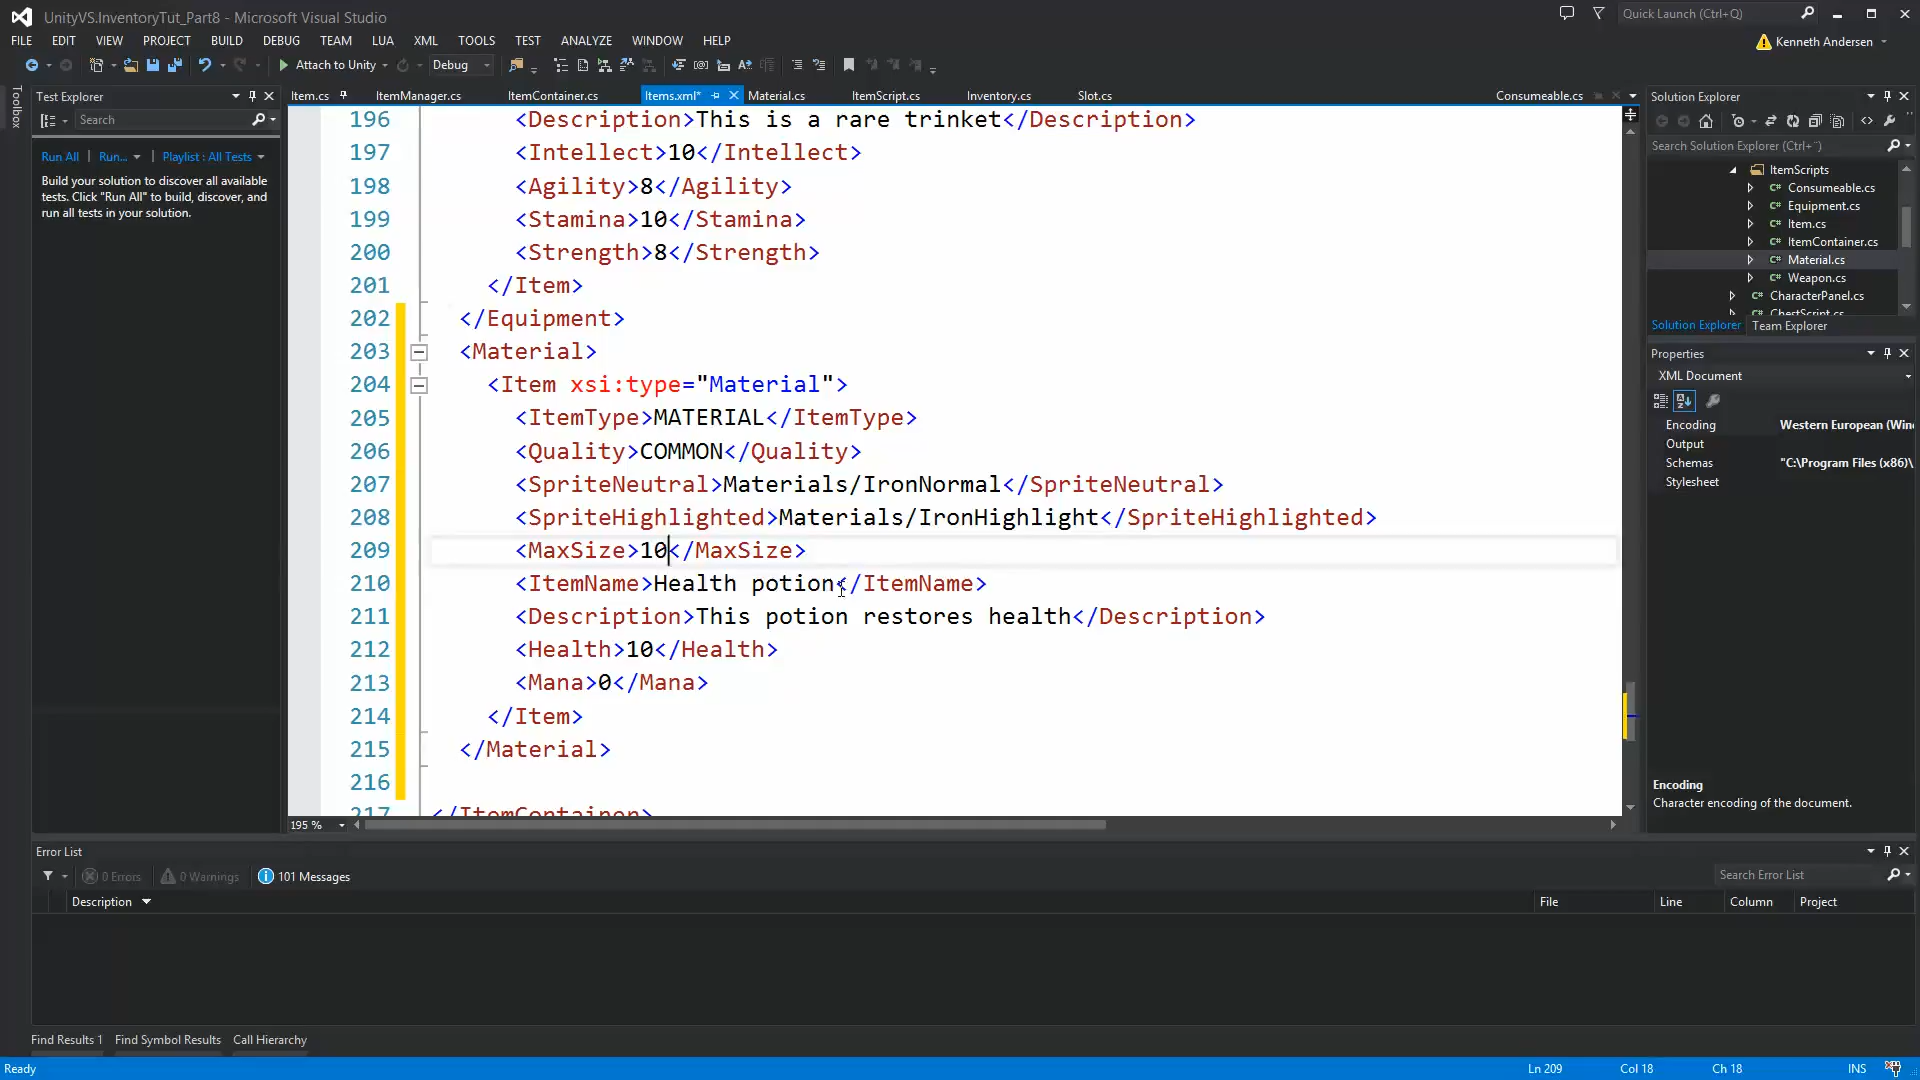 UnityVS.InventoryTut_Part8 - Microsoft Visual Studio
Quick Launch (Ctrl+Q)
FILE EDIT VIEW PROJECT BUILD DEBUG TEAM LUA XML TOOLS TEST ANALYZE WINDOW HELP
Kenneth Andersen
Attach to Unity
Debug
Toolbox
Test Explorer
Search
Run All Run... Playlist : All Tests
Build your solution to discover all available
tests. Click "Run All" to build, discover, and
run all tests in your solution.
Item.cs ItemManager.cs ItemContainer.cs Items.xml* Material.cs ItemScript.cs Inventory.cs Slot.cs Consumeable.cs
196 <Description>This is a rare trinket</Description>
197 <Intellect>10</Intellect>
198 <Agility>8</Agility>
199 <Stamina>10</Stamina>
200 <Strength>8</Strength>
201 </Item>
202 </Equipment>
203 <Material>
204 <Item xsi:type="Material">
205 <ItemType>MATERIAL</ItemType>
206 <Quality>COMMON</Quality>
207 <SpriteNeutral>Materials/IronNormal</SpriteNeutral>
208 <SpriteHighlighted>Materials/IronHighlight</SpriteHighlighted>
209 <MaxSize>10</MaxSize>
210 <ItemName>Health potion</ItemName>
211 <Description>This potion restores health</Description>
212 <Health>10</Health>
213 <Mana>0</Mana>
214 </Item>
215 </Material>
216
217 </ItemContainer>
195 %
Solution Explorer
Search Solution Explorer (Ctrl+¨)
ItemScripts
Consumeable.cs
Equipment.cs
Item.cs
ItemContainer.cs
Material.cs
Weapon.cs
CharacterPanel.cs
ChestScript.cs
Solution Explorer Team Explorer
Properties
XML Document
Encoding Western European (Win
Output
Schemas "C:\Program Files (x86)\
Stylesheet
Encoding
Character encoding of the document.
Error List
0 Errors 0 Warnings 101 Messages
Search Error List
Description File Line Column Project
Find Results 1 Find Symbol Results Call Hierarchy
Ready Ln 209 Col 18 Ch 18 INS